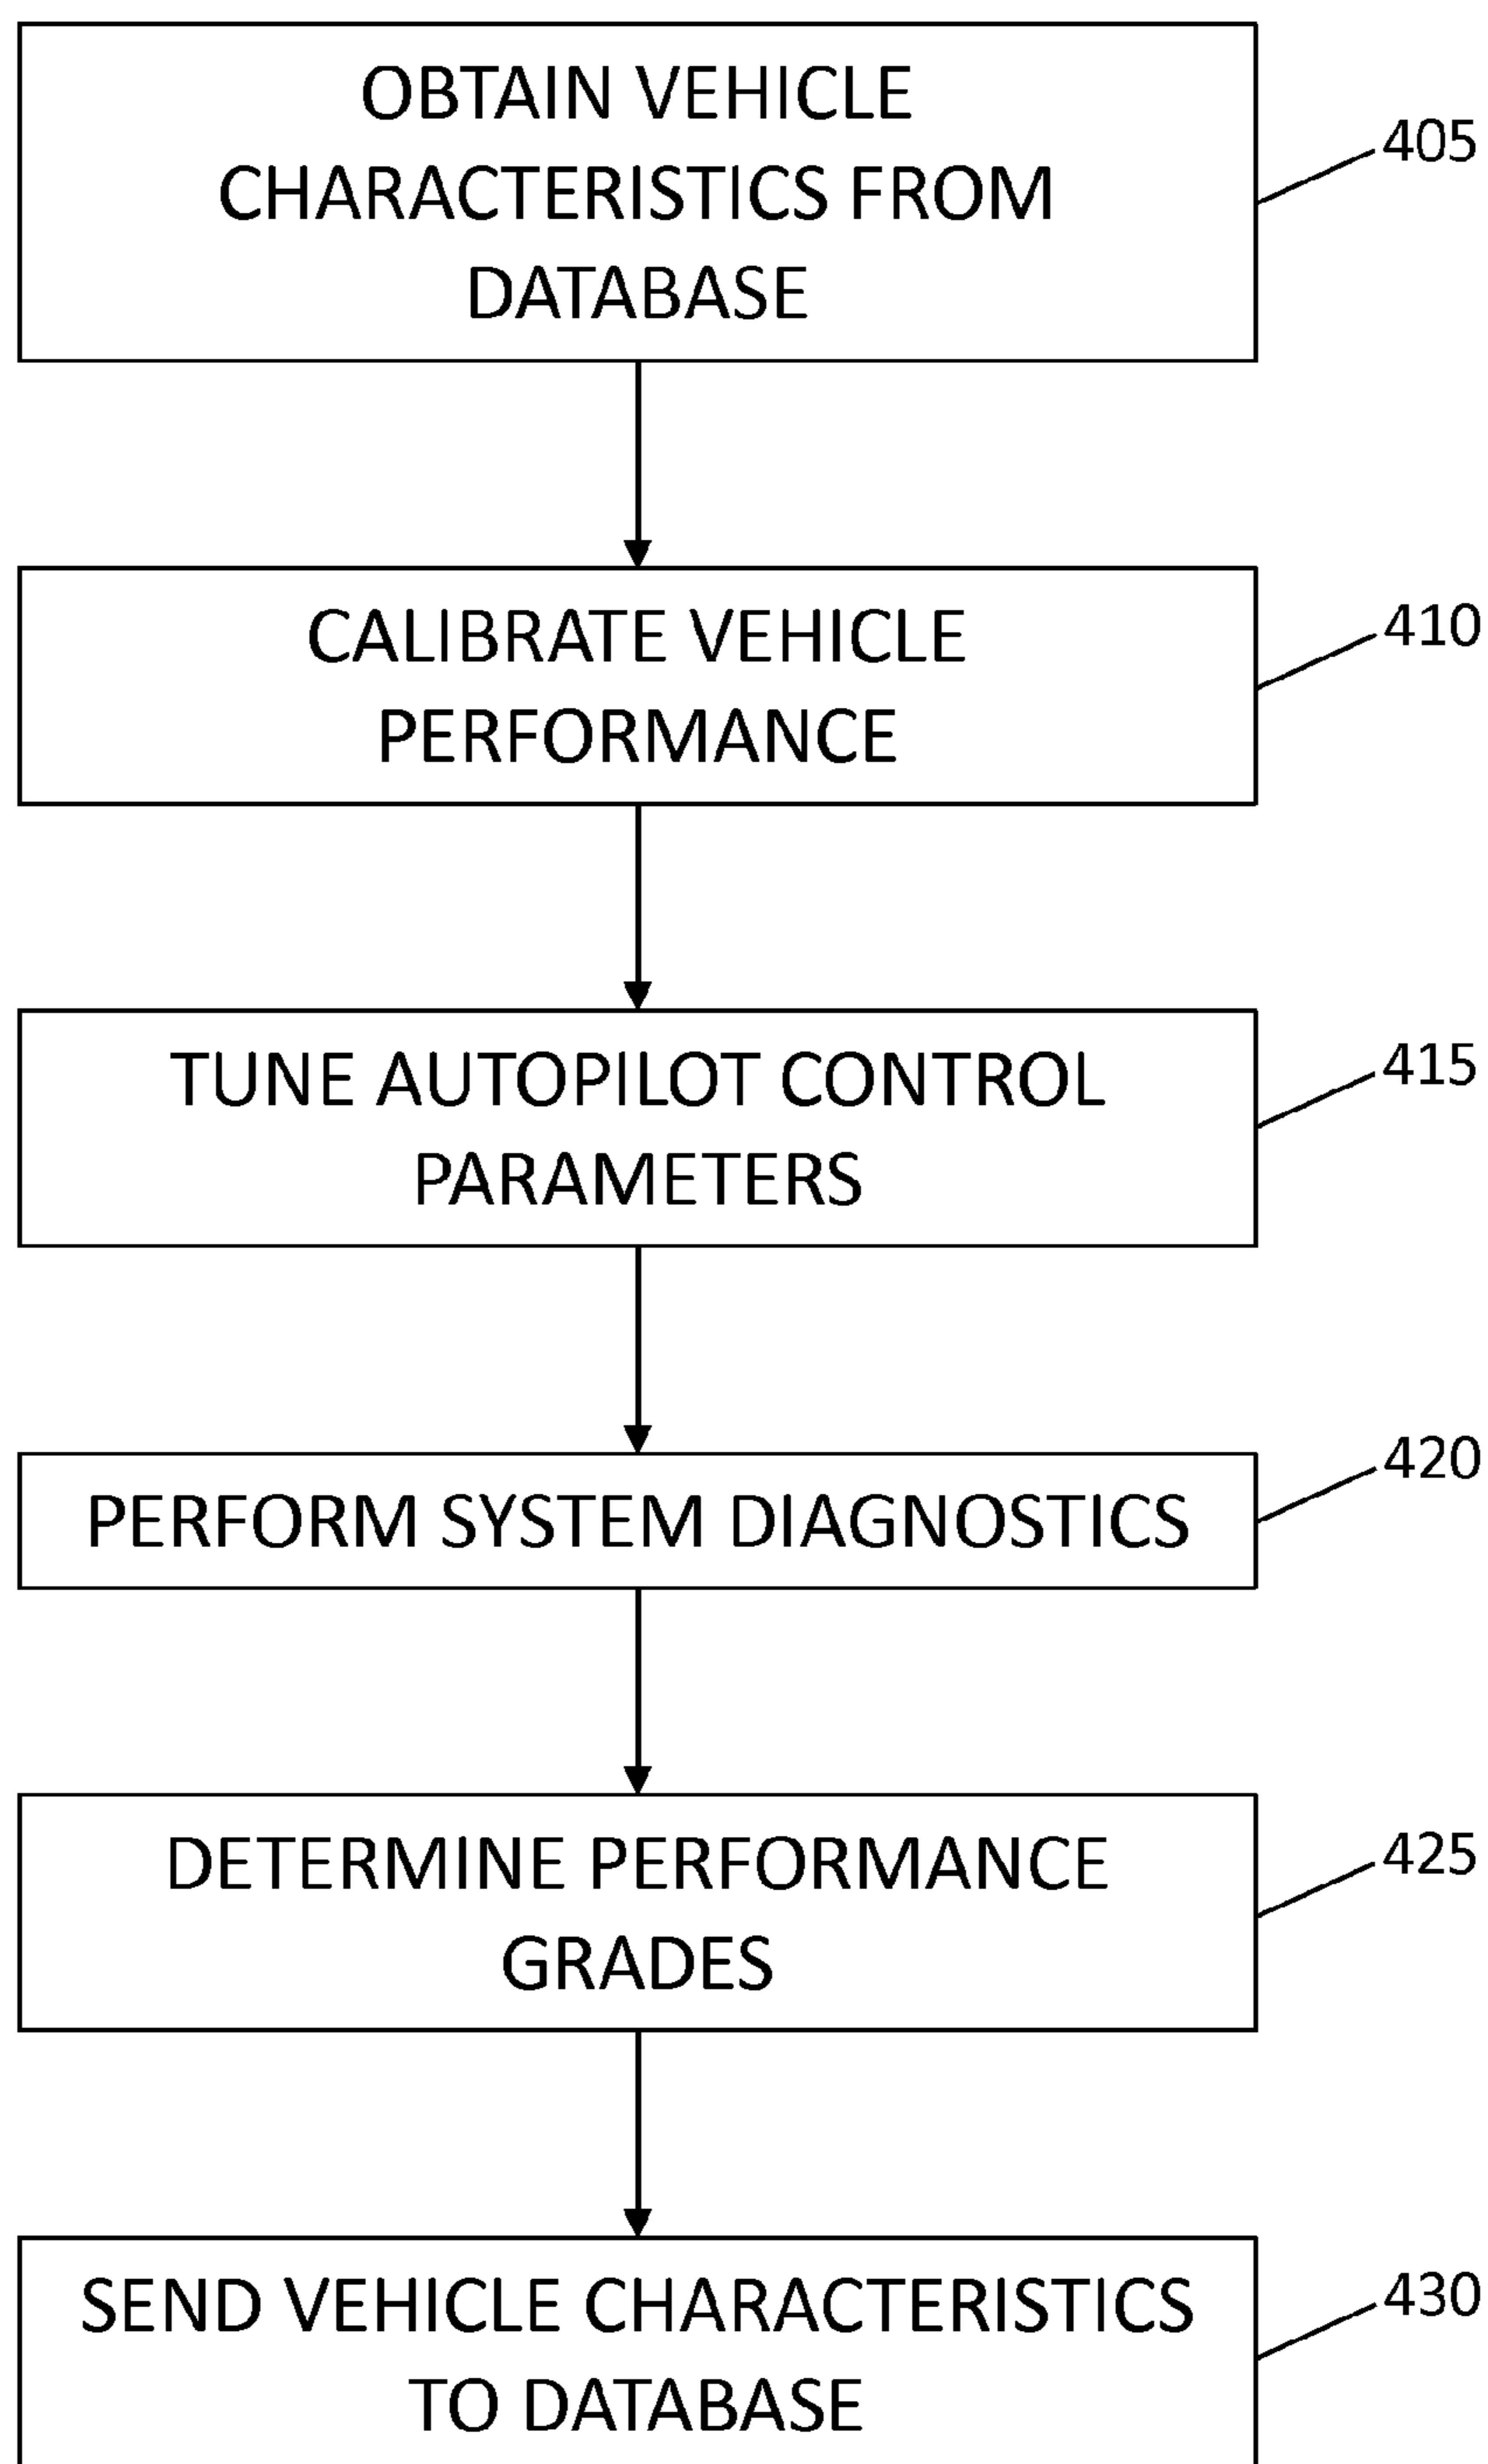 OBTAIN VEHICLE
CHARACTERISTICS FROM
DATABASE
405
CALIBRATE VEHICLE
PERFORMANCE
410
TUNE AUTOPILOT CONTROL
PARAMETERS
415
PERFORM SYSTEM DIAGNOSTICS
420
DETERMINE PERFORMANCE
GRADES
425
SEND VEHICLE CHARACTERISTICS
TO DATABASE
430